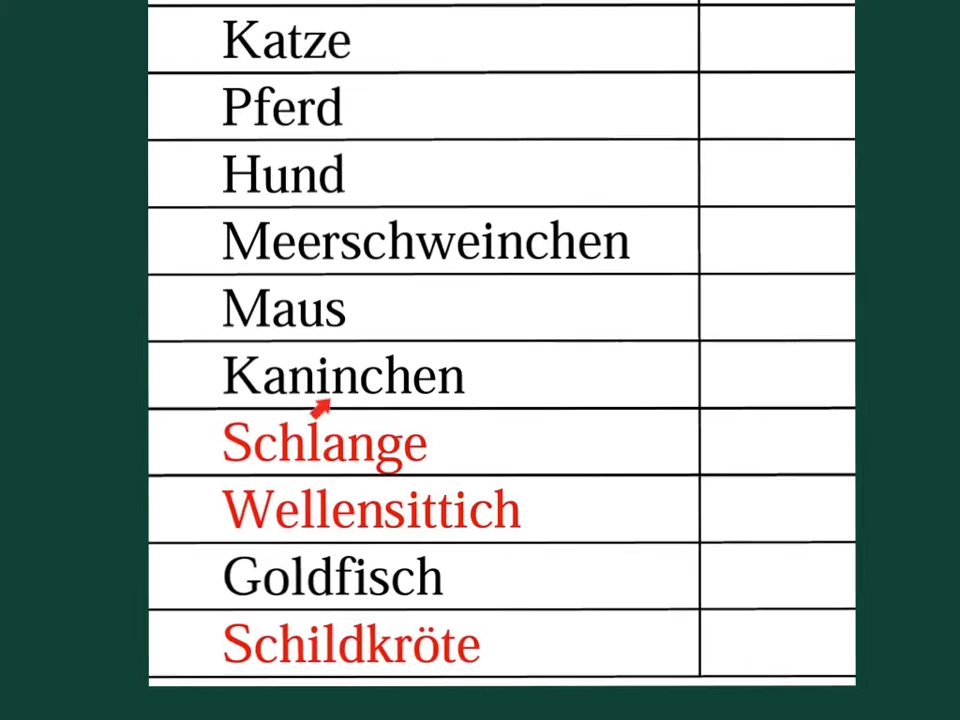 Katze
Pferd
Hund
Meerschweinchen
Maus
Kaninchen
Schlange
Wellensittich
Goldfisch
Schildkröte